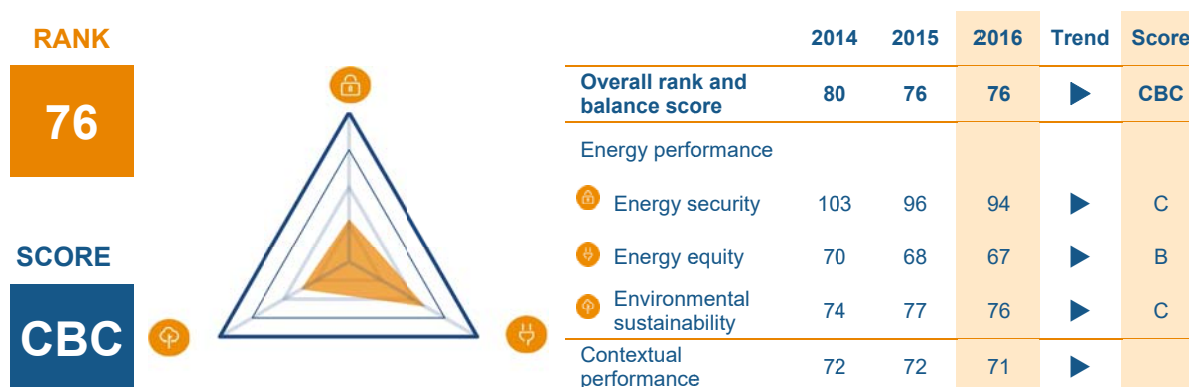 RANK
76
SCORE
CBC
2014 2015 2016 Trend Score
Overall rank and
balance score 80 76 76 CBC
Energy performance
Energy security 103 96 94 C
Energy equity 70 68 67 B
Environmental
sustainability 74 77 76 C
Contextual
performance 72 72 71